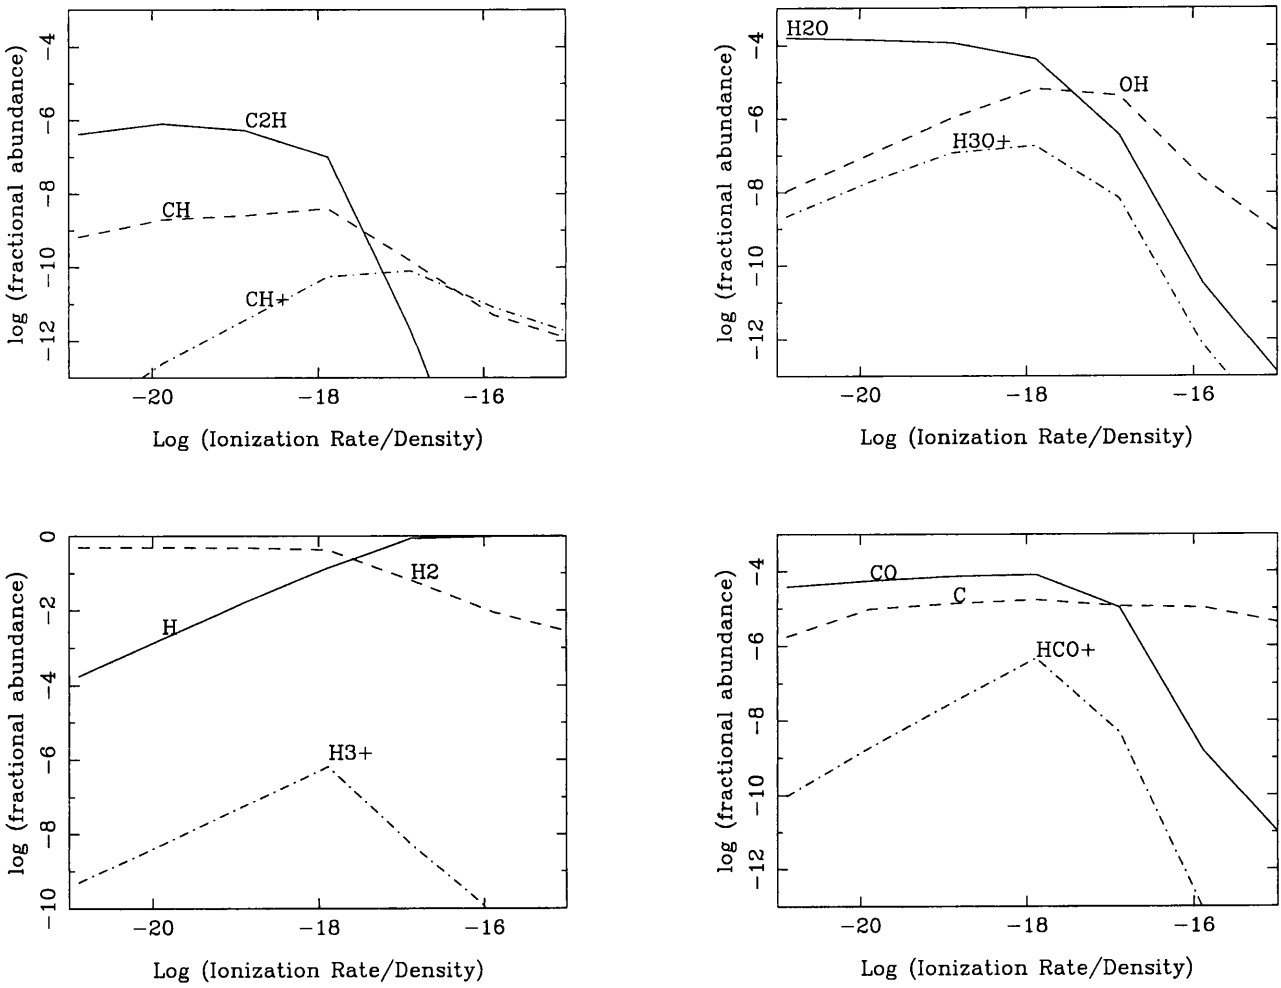 log (fractional abundance)
-4
-6
-8
-10
-12
C2H
CH
CH+
-20
-18
-16
Log (Ionization Rate/Density)
log (fractional abundance)
-4
-6
-8
-10
-12
H2O
OH
H3O+
-20
-18
-16
Log (Ionization Rate/Density)
log (fractional abundance)
0
-2
-4
-6
-8
-10
H2
H
H3+
-20
-18
-16
Log (Ionization Rate/Density)
log (fractional abundance)
-4
-6
-8
-10
-12
CO
C
HCO+
-20
-18
-16
Log (Ionization Rate/Density)